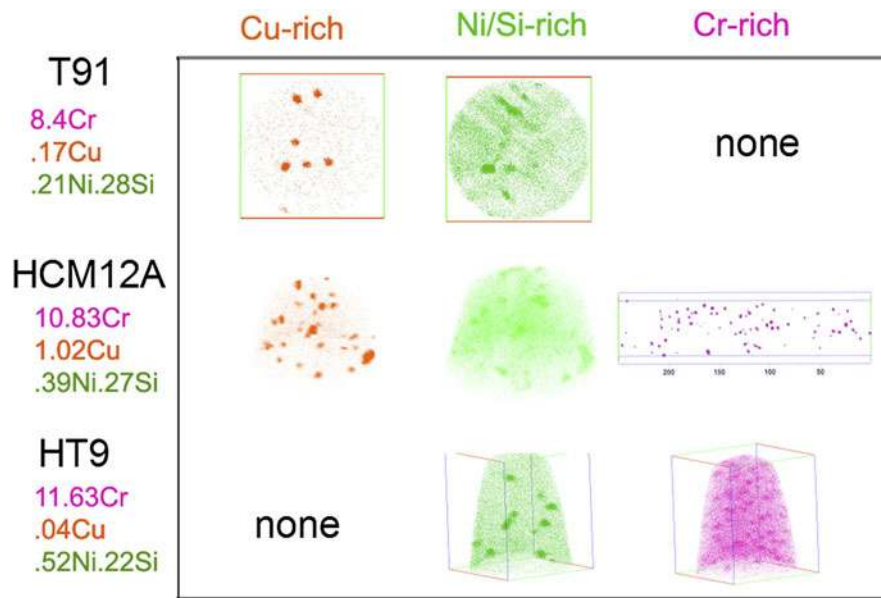 Cu-rich Ni/Si-rich Cr-rich
T91
8.4Cr
.17Cu
.21Ni.28Si
none
HCM12A
10.83Cr
1.02Cu
.39Ni.27Si
200 150 100 50
HT9
11.63Cr
.04Cu
.52Ni.22Si
none